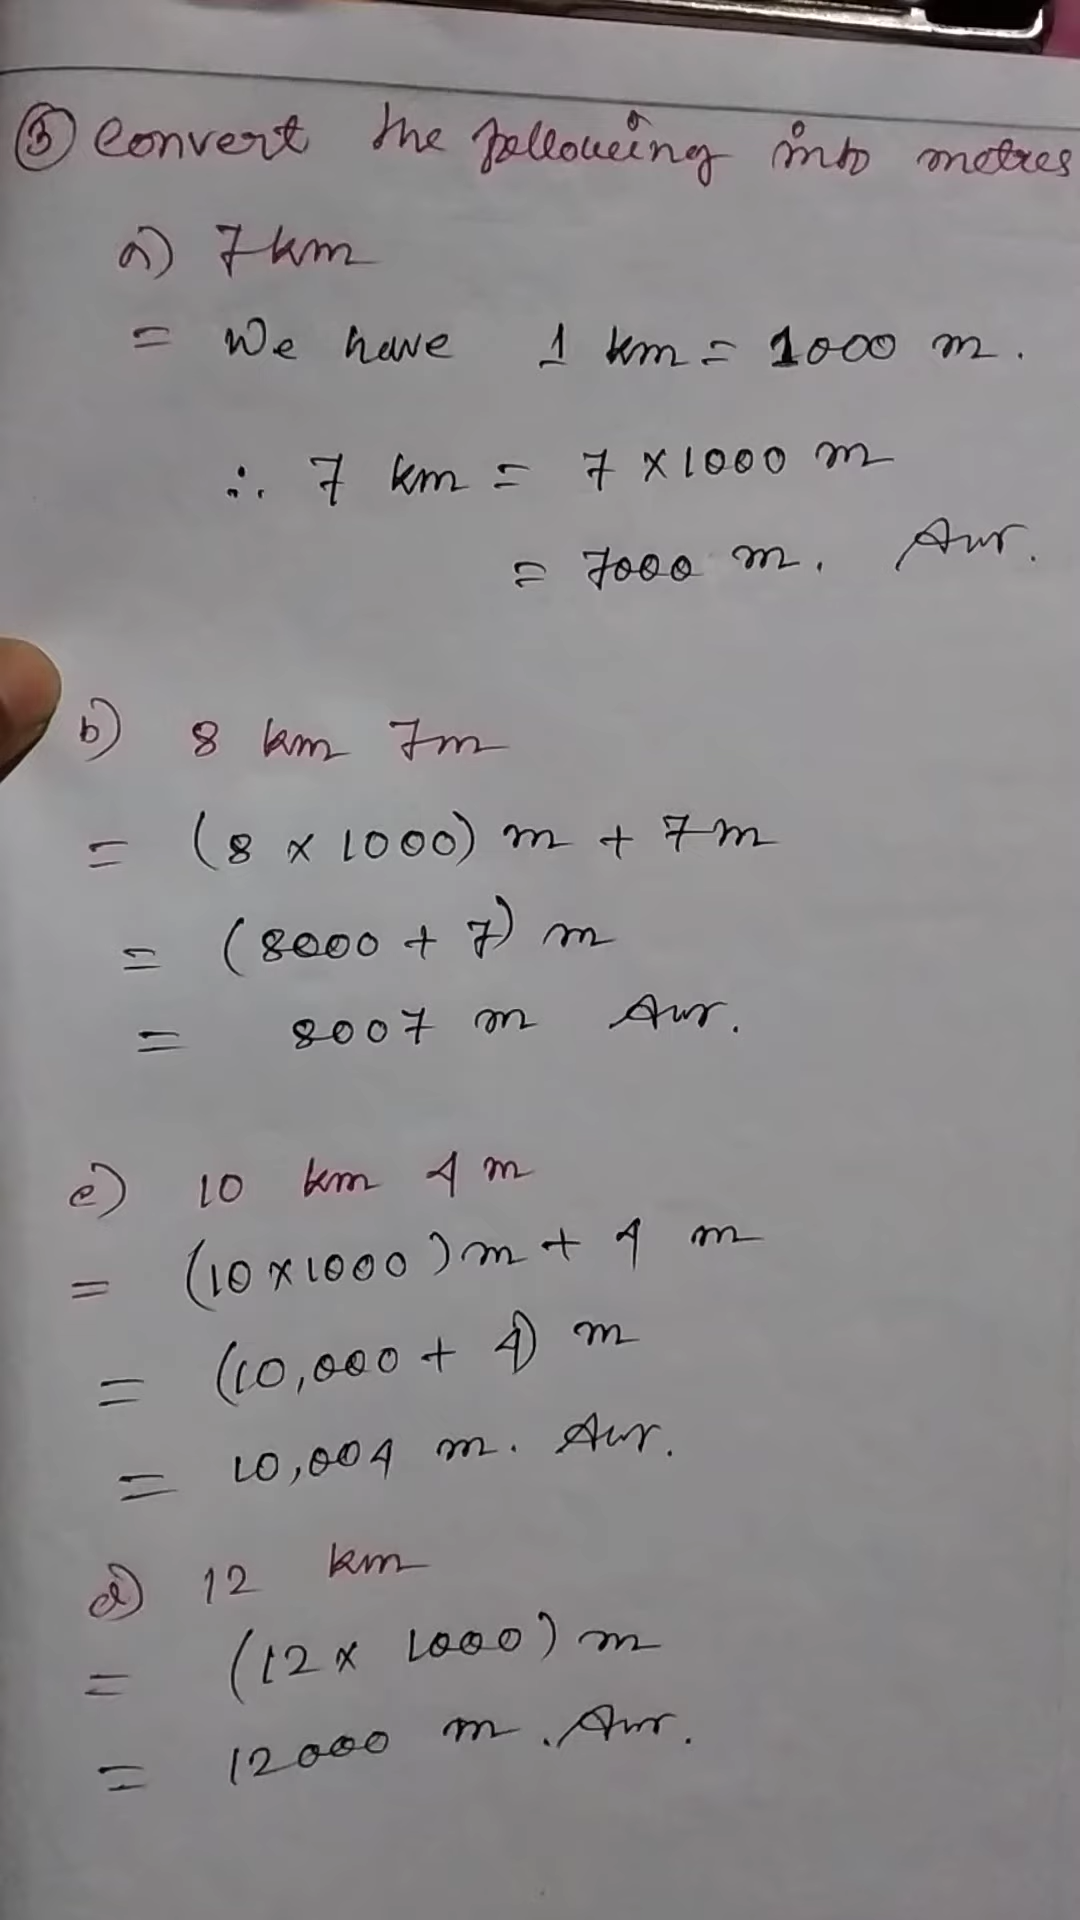 ③ Convert the following into metres
a) 7 km
= We have 1 km = 1000 m.
∴ 7 km = 7 × 1000 m
= 7000 m. Ans.
b) 8 km 7m
= (8 × 1000) m + 7m
= (8000 + 7) m
= 8007 m Ans.
c) 10 km 4 m
= (10×1000) m + 4 m
= (10,000 + 4) m
= 10,004 m. Ans.
d) 12 km
= (12 × 1000) m
= 12000 m. Ans.